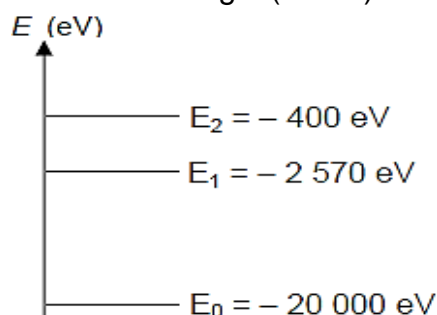 E (eV)
E₂ = – 400 eV
E₁ = – 2 570 eV
E₀ = – 20 000 eV